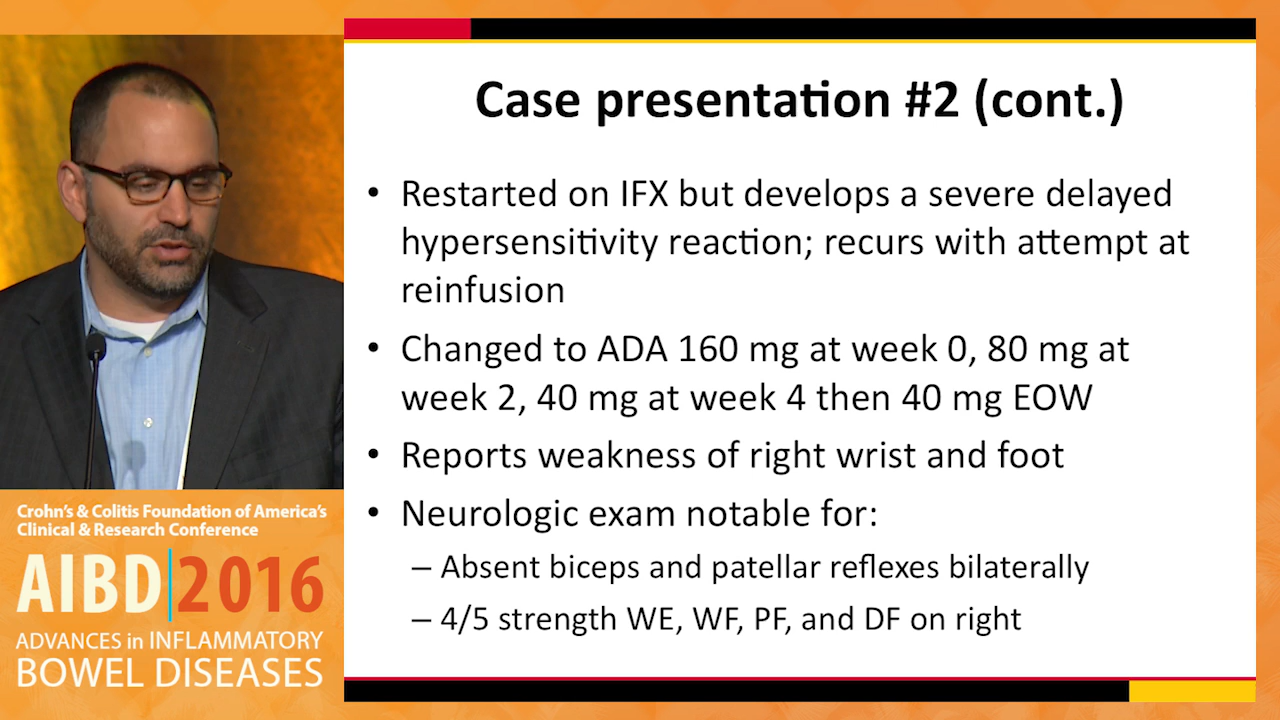 Case presentation #2 (cont.)
• Restarted on IFX but develops a severe delayed
hypersensitivity reaction; recurs with attempt at
reinfusion
• Changed to ADA 160 mg at week 0, 80 mg at
week 2, 40 mg at week 4 then 40 mg EOW
• Reports weakness of right wrist and foot
• Neurologic exam notable for:
– Absent biceps and patellar reflexes bilaterally
– 4/5 strength WE, WF, PF, and DF on right
Crohn's & Colitis Foundation of America's
Clinical & Research Conference
AIBD|2016
ADVANCES in INFLAMMATORY
BOWEL DISEASES